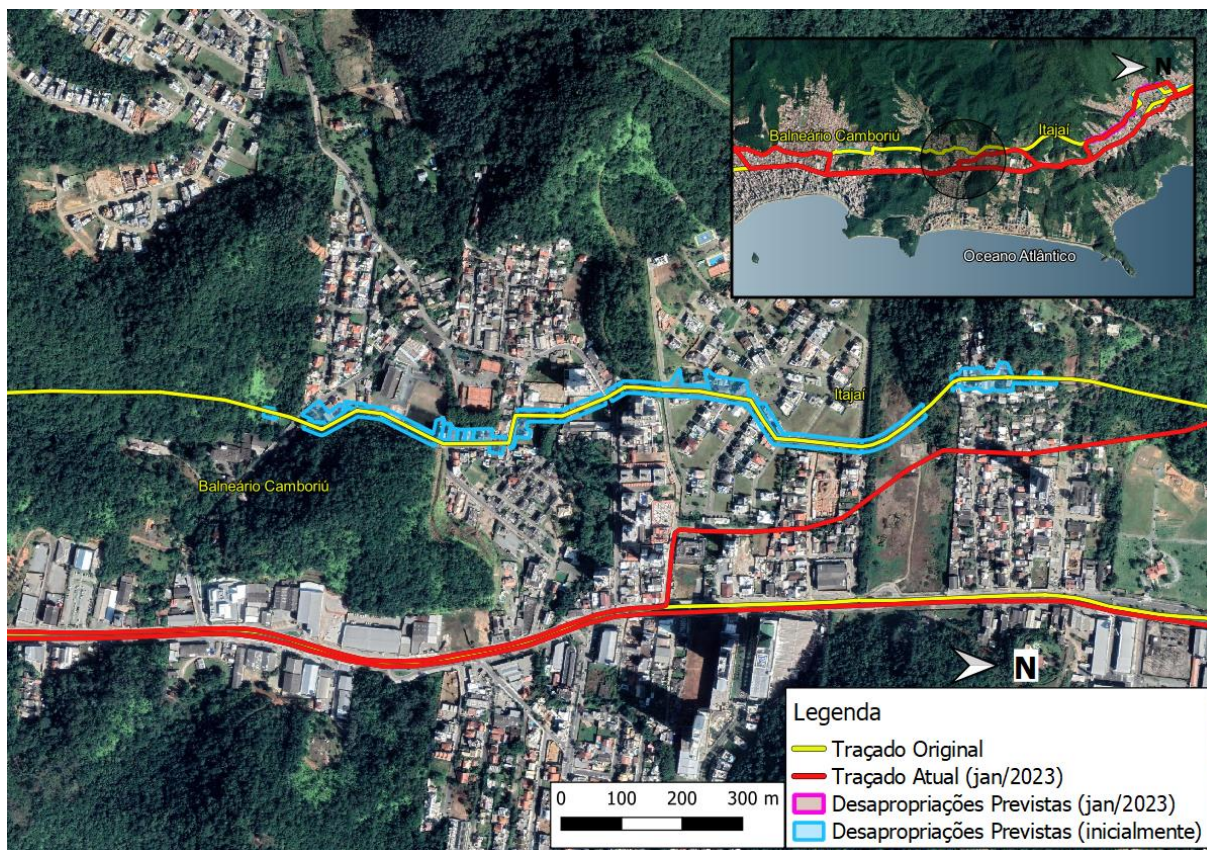 N
Balneário Camboriú
Itajaí
Oceano Atlântico
Itajaí
Balneário Camboriú
N
0 100 200 300 m
Legenda
Traçado Original
Traçado Atual (jan/2023)
Desapropriações Previstas (jan/2023)
Desapropriações Previstas (inicialmente)